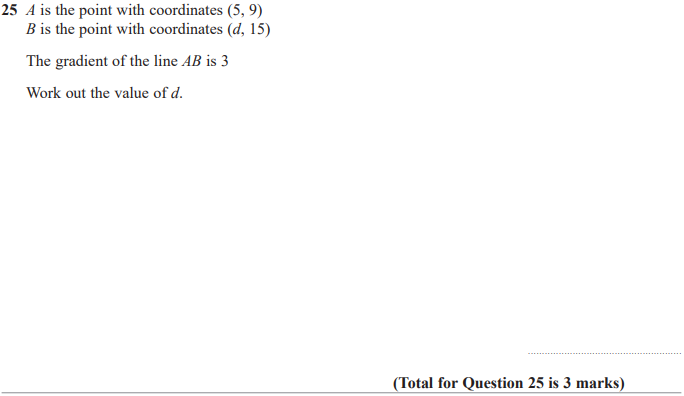 25 A is the point with coordinates (5, 9)
B is the point with coordinates (d, 15)
The gradient of the line AB is 3
Work out the value of d.
(Total for Question 25 is 3 marks)